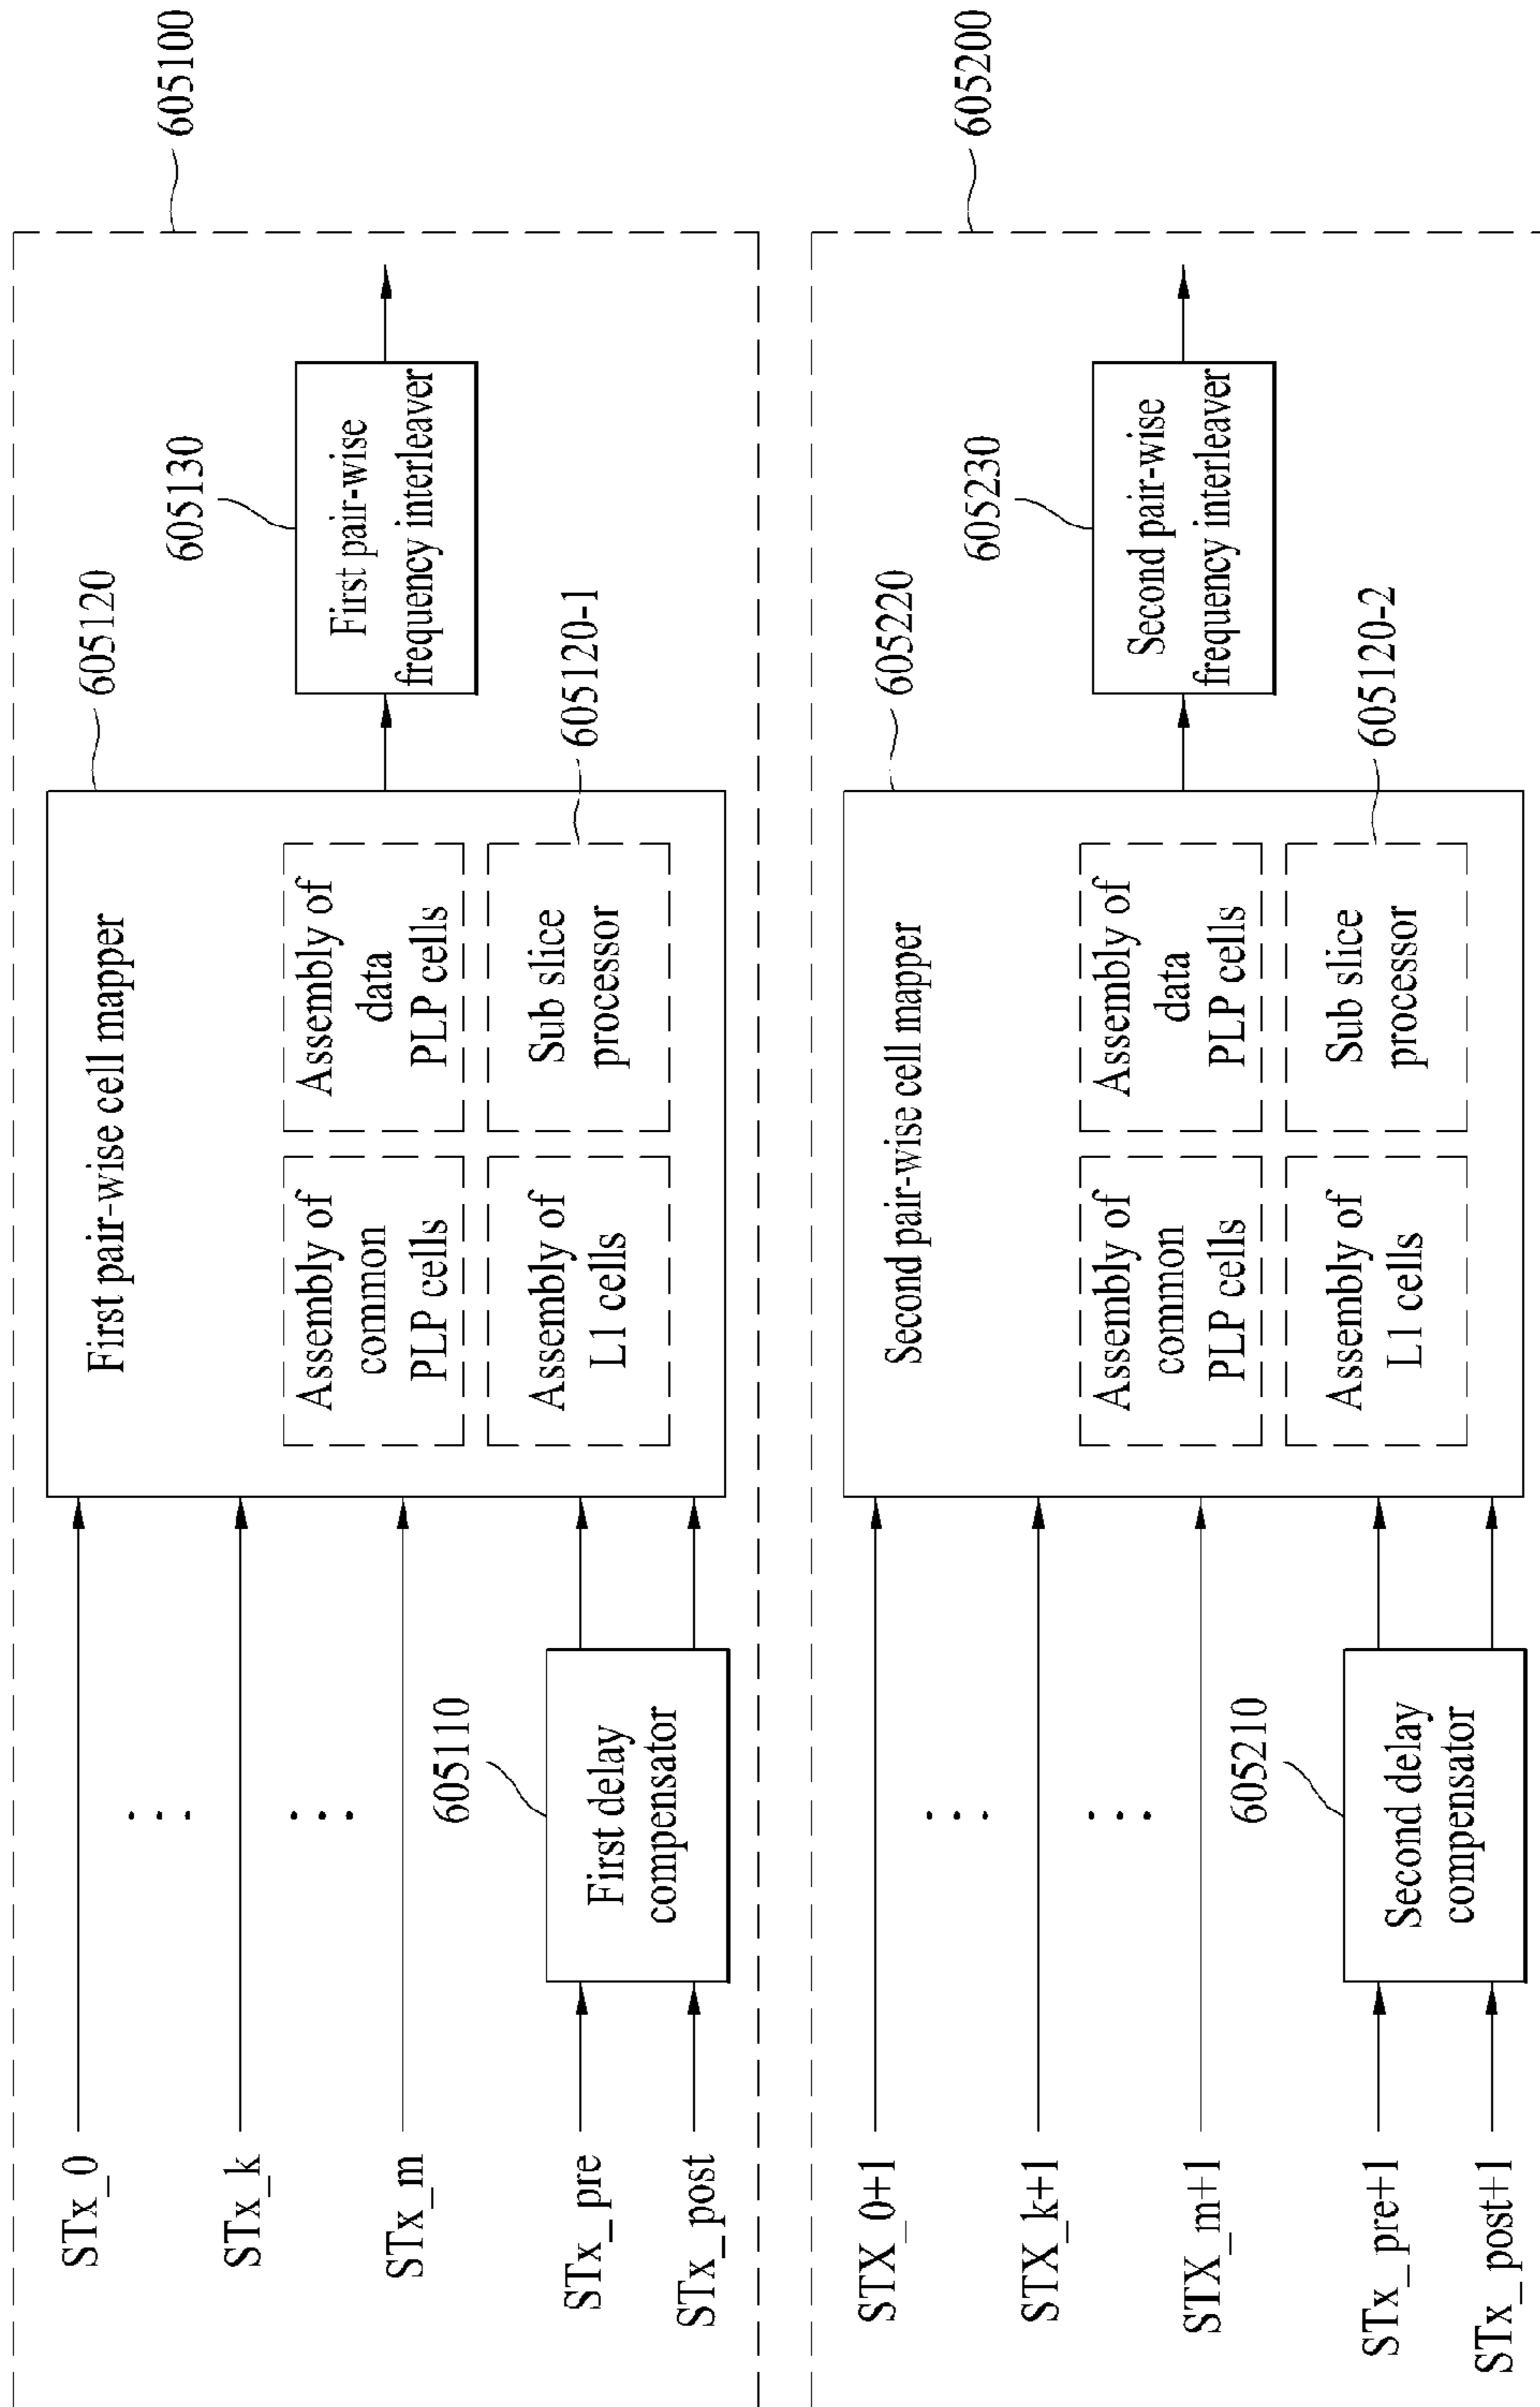 605100
605120
605130
First pair-wise cell mapper
First pair-wise
frequency interleaver
Assembly of
common
PLP cells
Assembly of
data
PLP cells
Assembly of
L1 cells
Sub slice
processor
605120-1
STx_0
STx_k
STx_m
605110
First delay
compensator
STx_pre
STx_post
605200
605220
605230
Second pair-wise cell mapper
Second pair-wise
frequency interleaver
Assembly of
common
PLP cells
Assembly of
data
PLP cells
Assembly of
L1 cells
Sub slice
processor
605120-2
STX_0+1
STX_k+1
STX_m+1
605210
Second delay
compensator
STx_pre+1
STx_post+1